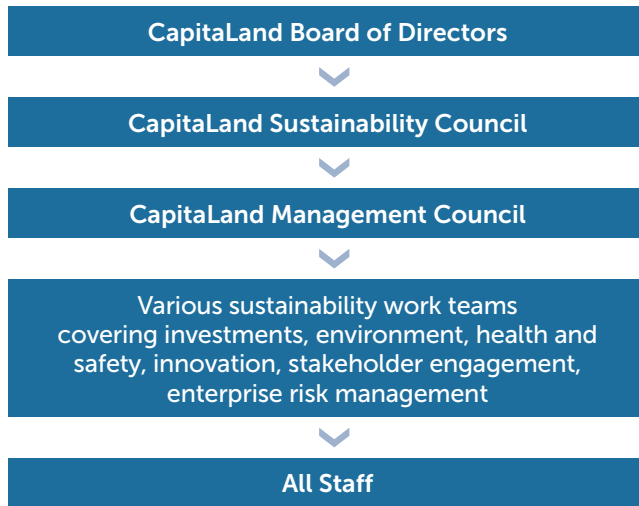 CapitaLand Board of Directors
CapitaLand Sustainability Council
CapitaLand Management Council
Various sustainability work teams
covering investments, environment, health and
safety, innovation, stakeholder engagement,
enterprise risk management
All Staff